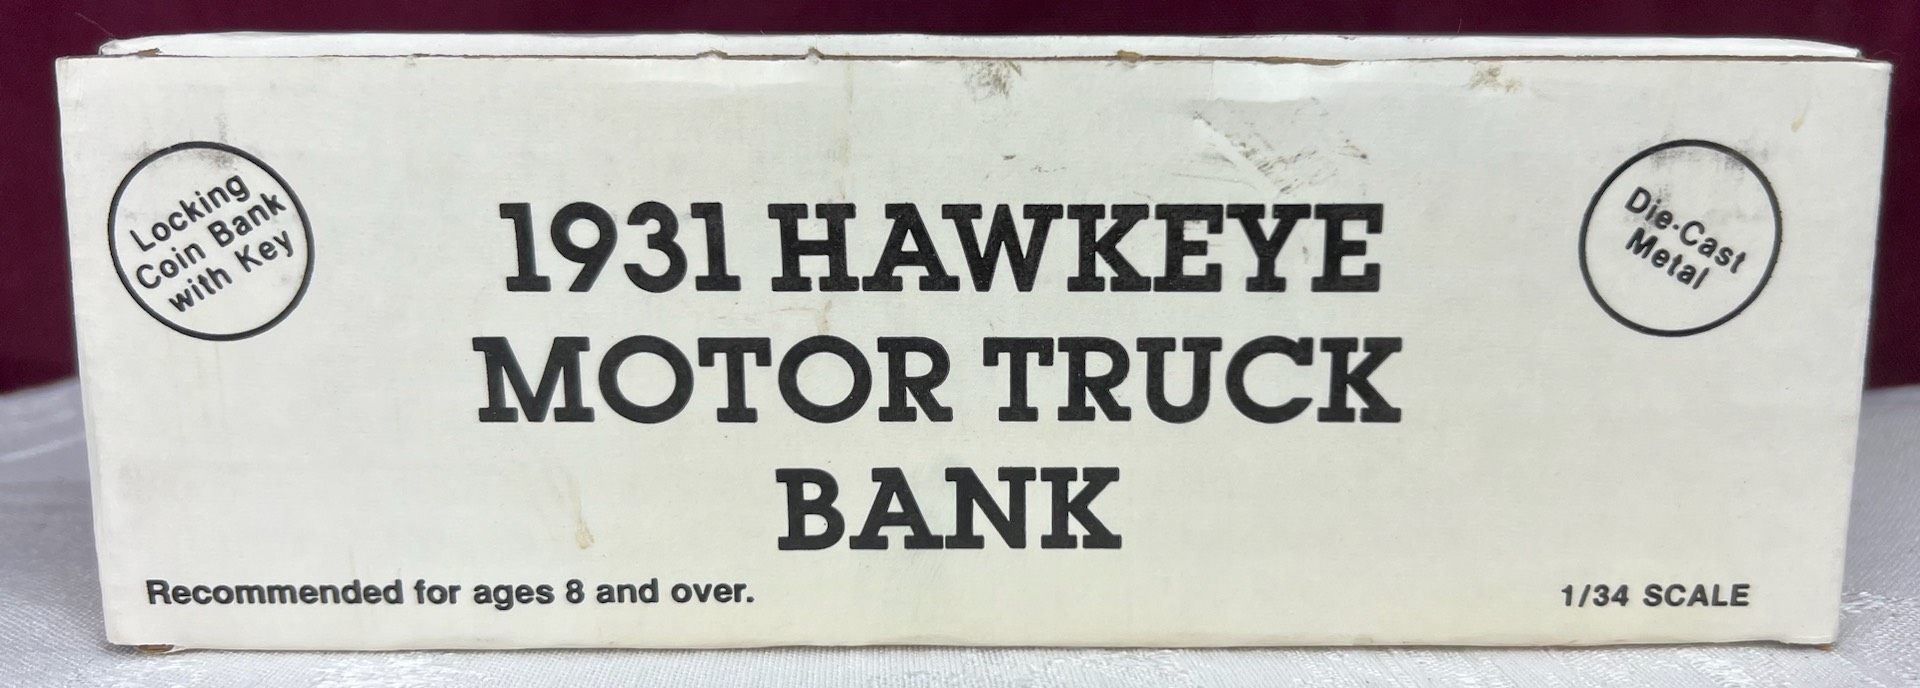 Locking
Coin Bank
with Key
Die-Cast
Metal
1931 HAWKEYE
MOTOR TRUCK
BANK
Recommended for ages 8 and over.
1/34 SCALE